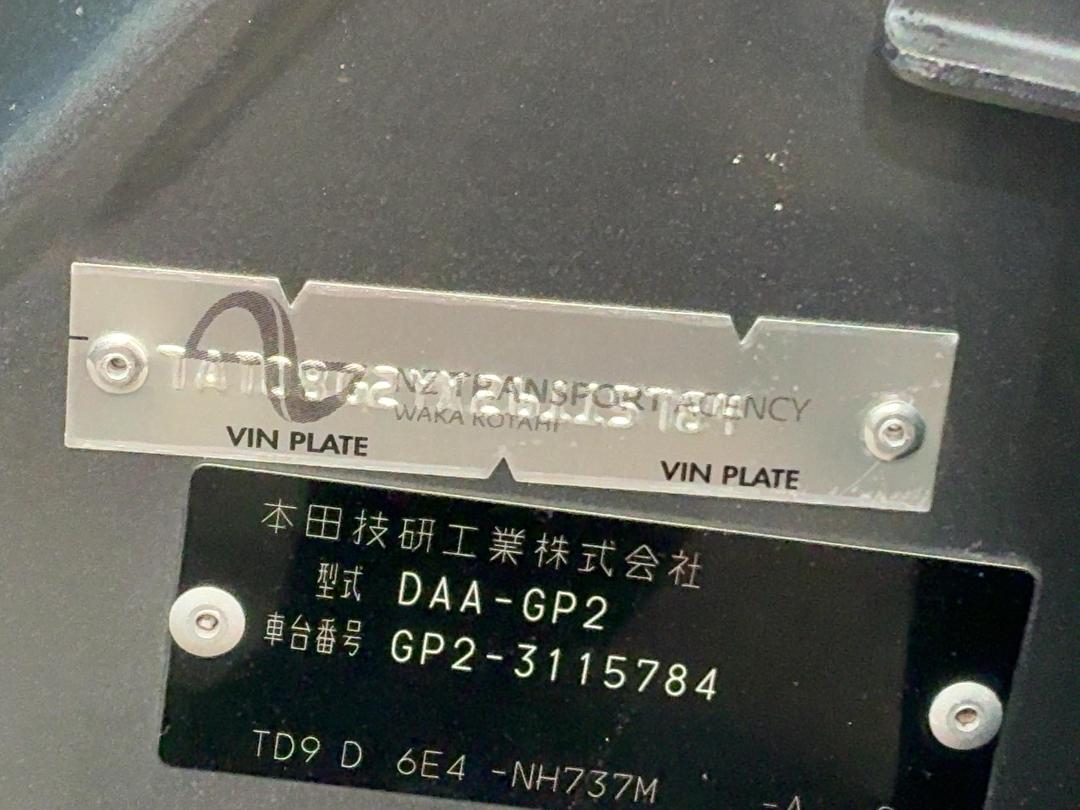 NZ TRANSPORT AGENCY
WAKA KOTAHI
VIN PLATE
VIN PLATE
本田技研工業株式会社
型式 DAA-GP2
車台番号 GP2-3115784
TD9 D 6E4 -NH737M -A